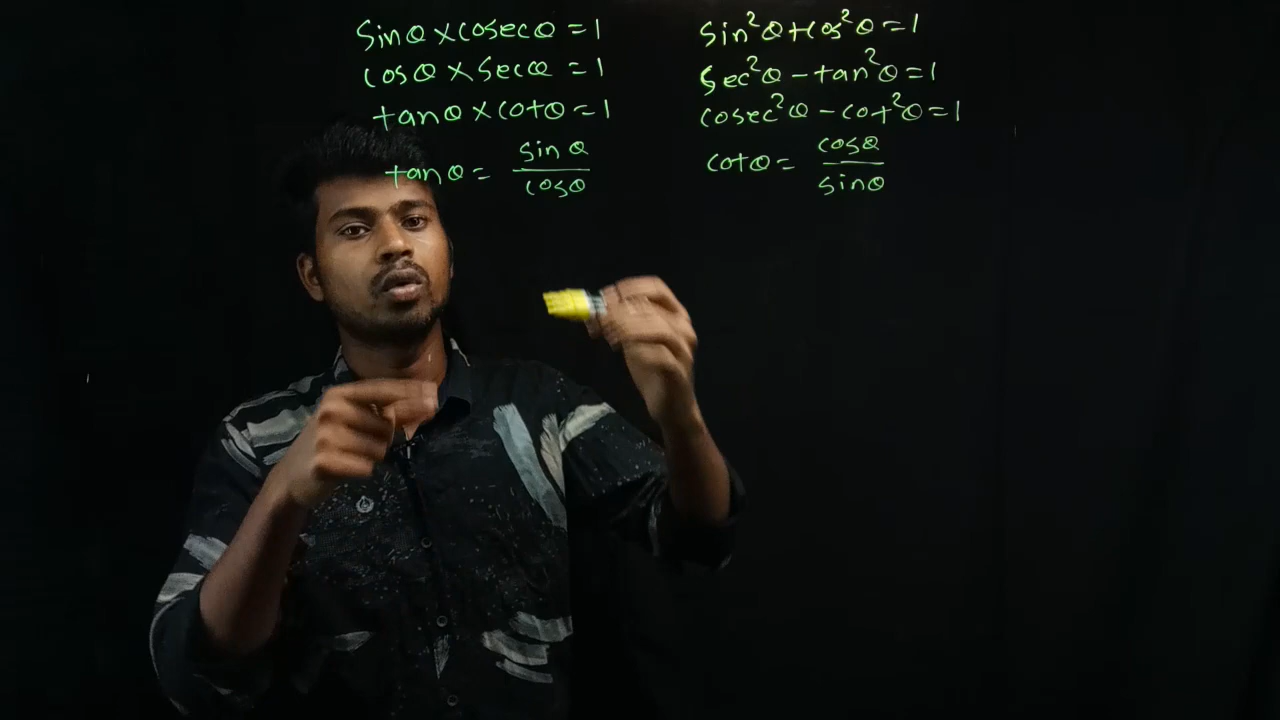 sinθ × cosecθ = 1
cosθ × secθ = 1
tanθ × cotθ = 1
tanθ = sinθ / cosθ
sin²θ + cos²θ = 1
sec²θ - tan²θ = 1
cosec²θ - cot²θ = 1
cotθ = cosθ / sinθ